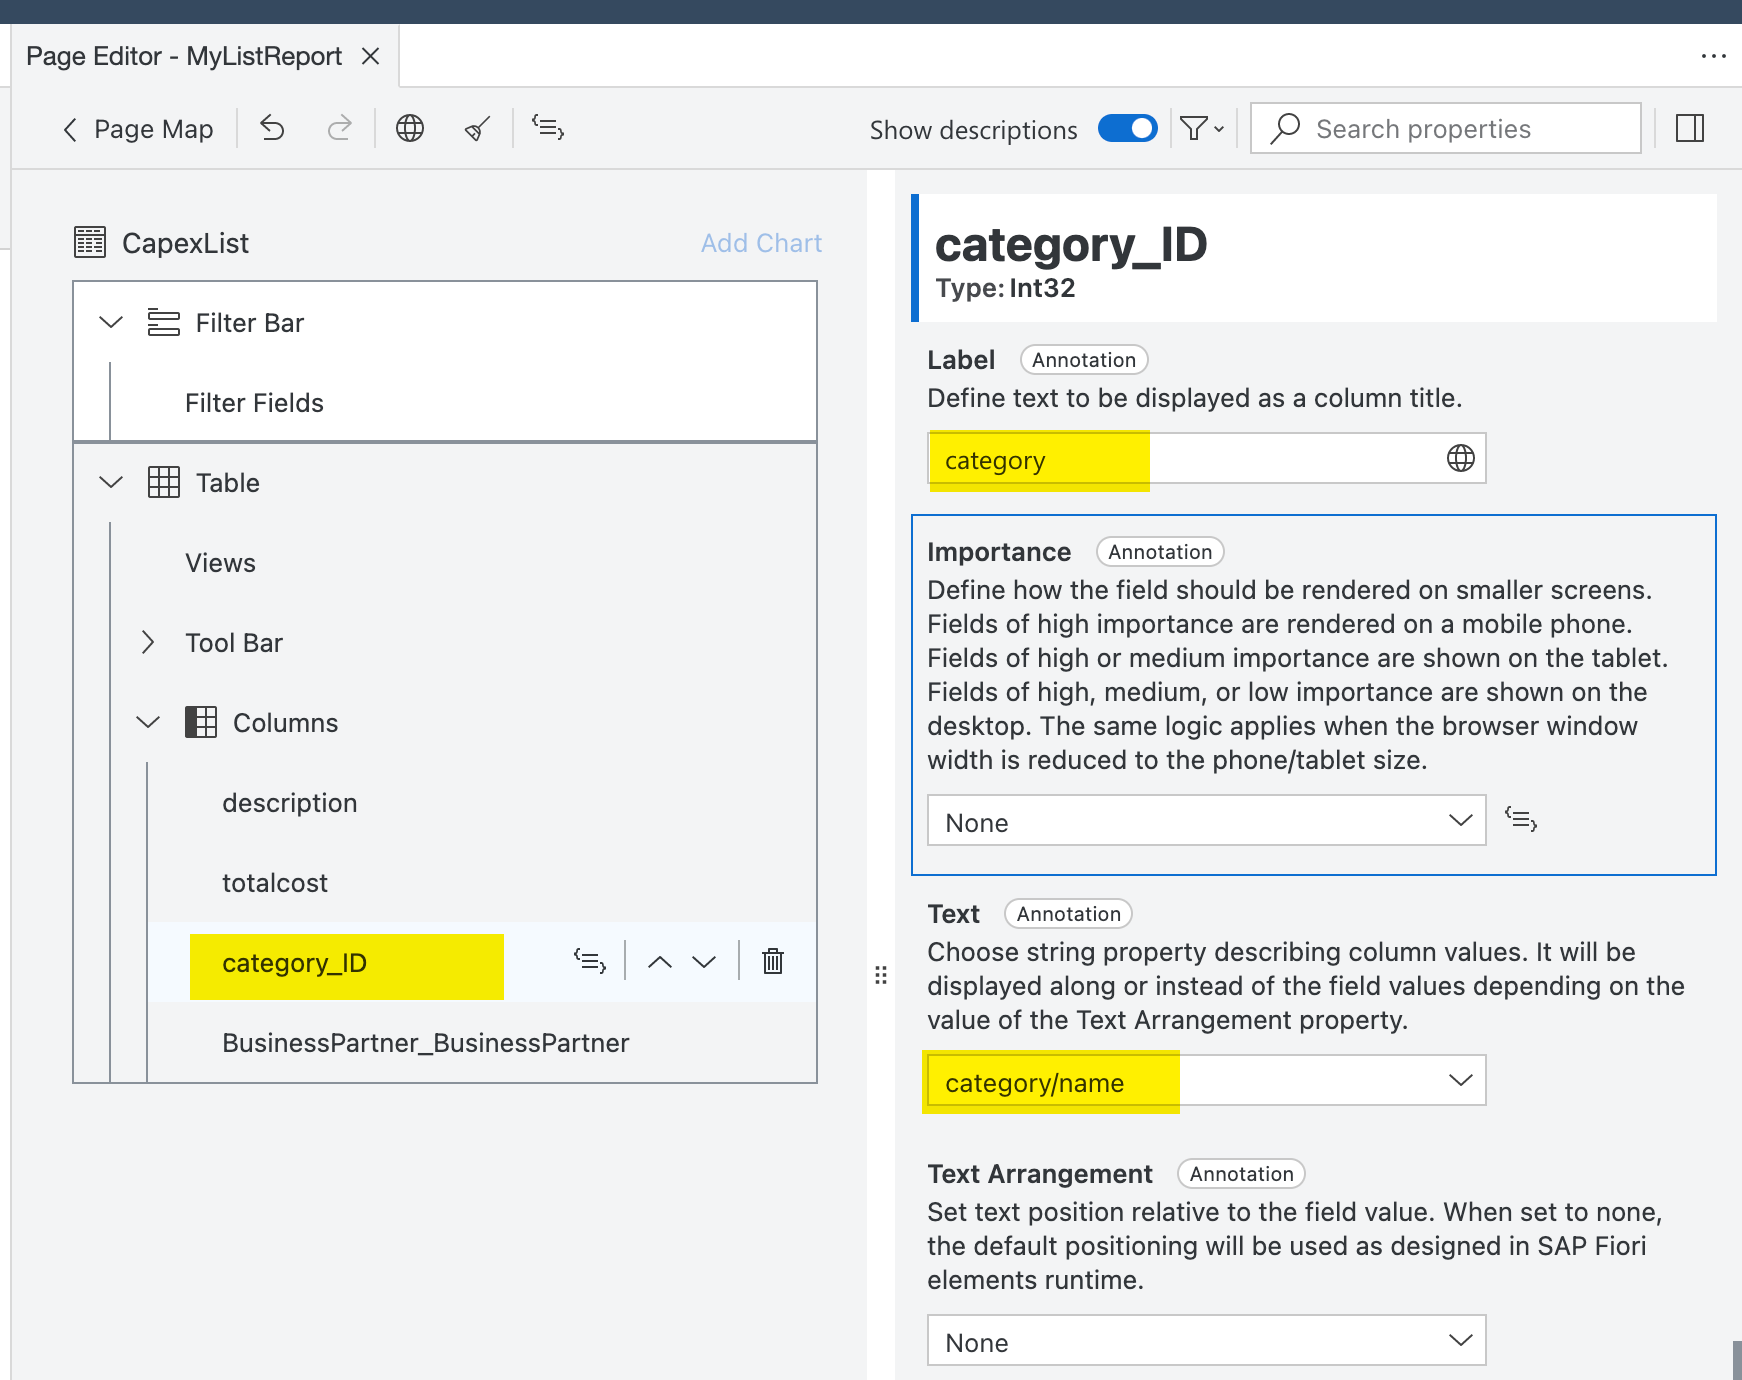 Page Editor - MyListReport
Page Map
Show descriptions
Search properties
CapexList
Add Chart
Filter Bar
Filter Fields
Table
Views
Tool Bar
Columns
description
totalcost
category_ID
BusinessPartner_BusinessPartner
category_ID
Type: Int32
Label Annotation
Define text to be displayed as a column title.
category
Importance Annotation
Define how the field should be rendered on smaller screens.
Fields of high importance are rendered on a mobile phone.
Fields of high or medium importance are shown on the tablet.
Fields of high, medium, or low importance are shown on the
desktop. The same logic applies when the browser window
width is reduced to the phone/tablet size.
None
Text Annotation
Choose string property describing column values. It will be
displayed along or instead of the field values depending on the
value of the Text Arrangement property.
category/name
Text Arrangement Annotation
Set text position relative to the field value. When set to none,
the default positioning will be used as designed in SAP Fiori
elements runtime.
None